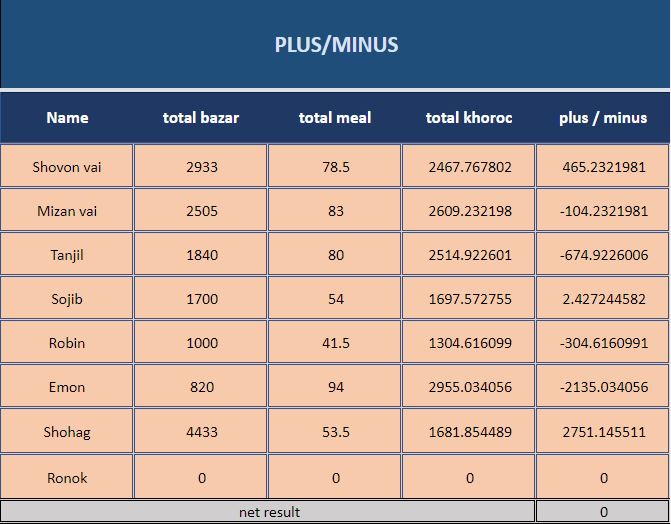 PLUS/MINUS
Name total bazar total meal total khoroc plus / minus
Shovon vai 2933 78.5 2467.767802 465.2321981
Mizan vai 2505 83 2609.232198 -104.2321981
Tanjil 1840 80 2514.922601 -674.9226006
Sojib 1700 54 1697.572755 2.427244582
Robin 1000 41.5 1304.616099 -304.6160991
Emon 820 94 2955.034056 -2135.034056
Shohag 4433 53.5 1681.854489 2751.145511
Ronok 0 0 0 0
net result 0